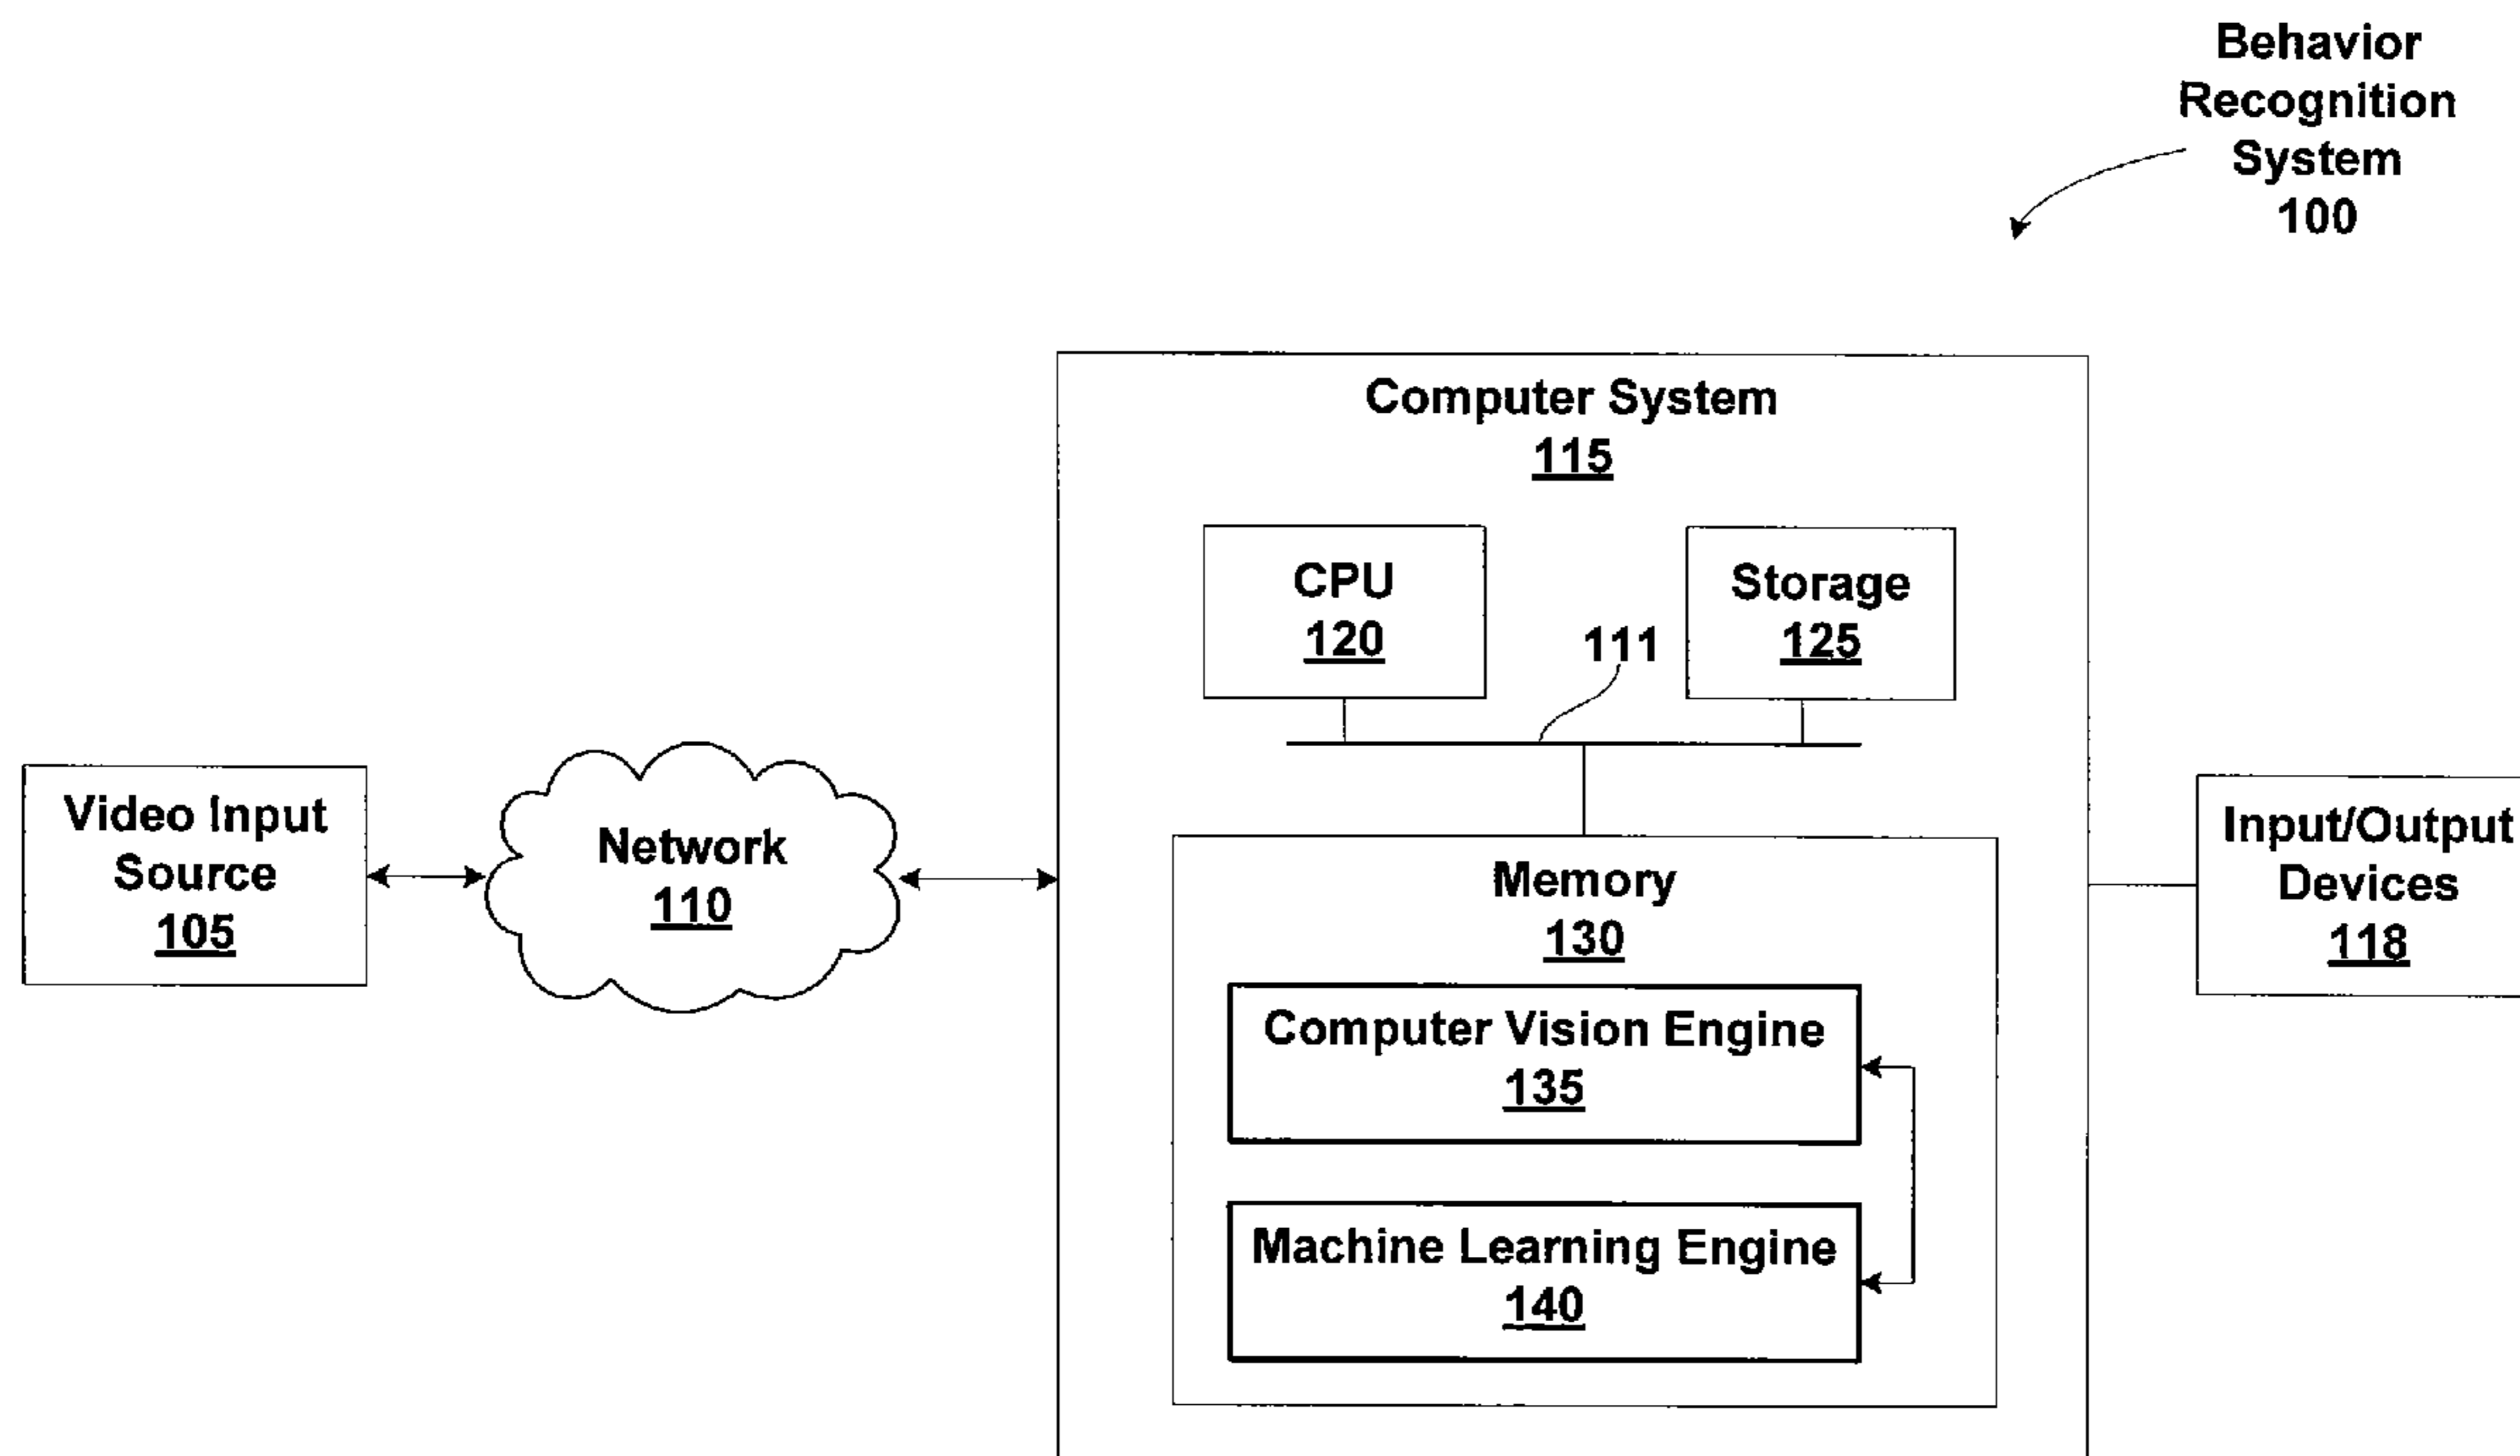 Behavior
Recognition
System
100
Computer System
115
CPU
120
Storage
125
111
Video Input
Source
105
Network
110
Memory
130
Input/Output
Devices
118
Computer Vision Engine
135
Machine Learning Engine
140